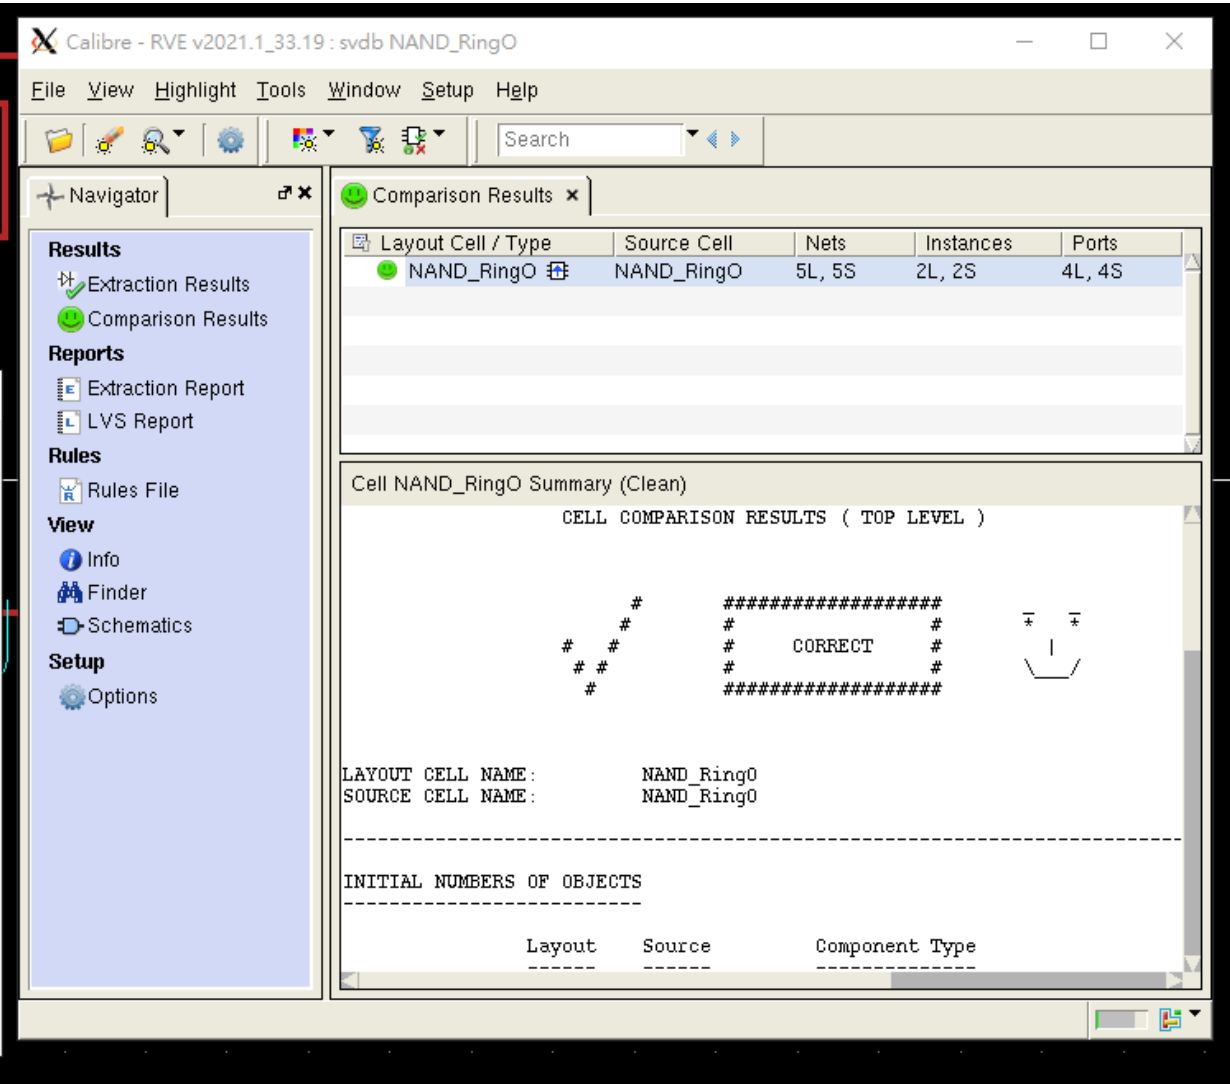 Calibre - RVE v2021.1_33.19 : svdb NAND_RingO
File View Highlight Tools Window Setup Help
Search
Navigator
Results
Extraction Results
Comparison Results
Reports
E Extraction Report
L LVS Report
Rules
R Rules File
View
Info
Finder
Schematics
Setup
Options
Comparison Results
Layout Cell / Type Source Cell Nets Instances Ports
NAND_RingO NAND_RingO 5L, 5S 2L, 2S 4L, 4S
Cell NAND_RingO Summary (Clean)
CELL COMPARISON RESULTS ( TOP LEVEL )
# ###################
# # # _ _
# # # CORRECT # * *
# # # # |
# ################### \___/
LAYOUT CELL NAME: NAND_RingO
SOURCE CELL NAME: NAND_RingO
--------------------------------------------------------------------------
INITIAL NUMBERS OF OBJECTS
--------------------------
Layout Source Component Type
------ ------ --------------